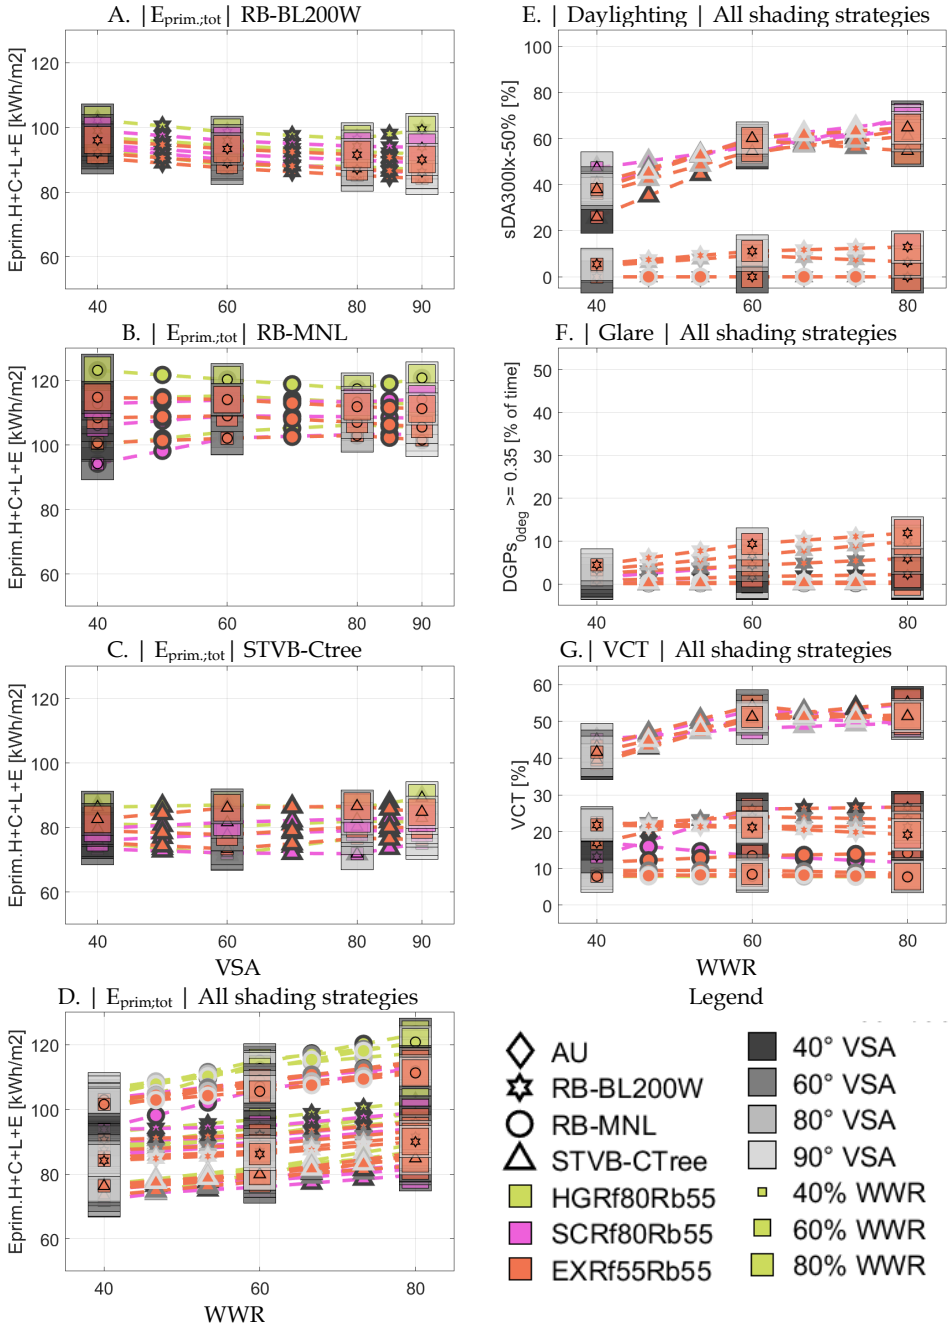 A. | Eprim.;tot | RB-BL200W
Eprim.H+C+L+E [kWh/m2]
120
100
80
60
40
60
80
90
B. | Eprim.;tot | RB-MNL
Eprim.H+C+L+E [kWh/m2]
120
100
80
60
40
60
80
90
C. | Eprim.;tot | STVB-Ctree
Eprim.H+C+L+E [kWh/m2]
120
100
80
60
40
60
80
90
VSA
D. | Eprim;tot | All shading strategies
Eprim.H+C+L+E [kWh/m2]
120
100
80
60
40
60
80
WWR
E. | Daylighting | All shading strategies
sDA300lx-50% [%]
100
80
60
40
20
0
40
60
80
F. | Glare | All shading strategies
DGPs0deg >= 0.35 [% of time]
50
40
30
20
10
0
40
60
80
G.| VCT | All shading strategies
VCT [%]
60
50
40
30
20
10
0
40
60
80
WWR
Legend
AU
RB-BL200W
RB-MNL
STVB-CTree
HGRf80Rb55
SCRf80Rb55
EXRf55Rb55
40° VSA
60° VSA
80° VSA
90° VSA
40% WWR
60% WWR
80% WWR